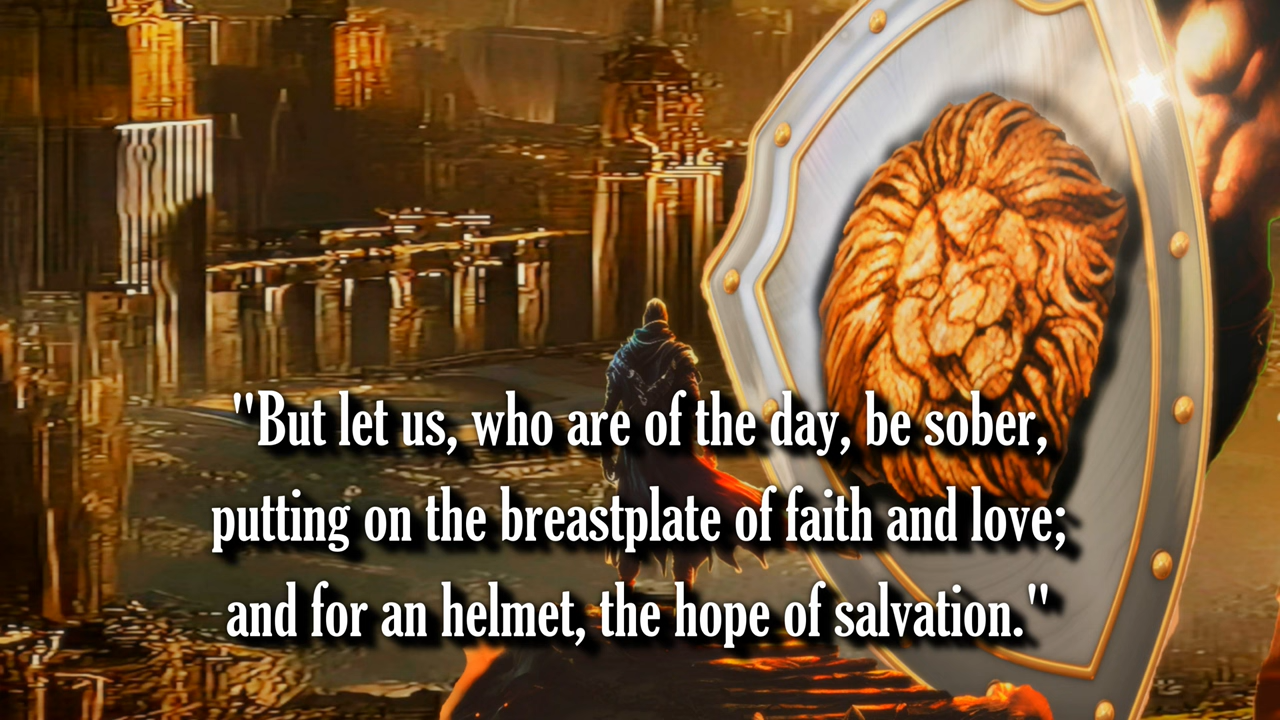 "But let us, who are of the day, be sober,
putting on the breastplate of faith and love;
and for an helmet, the hope of salvation."